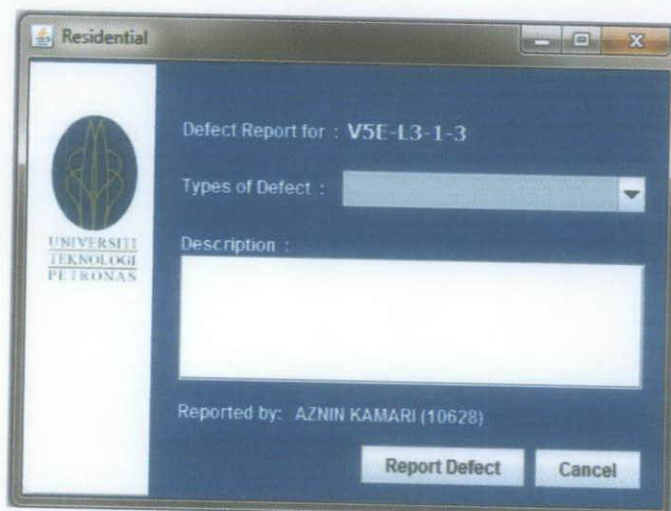 Residential
Defect Report for : V5E-L3-1-3
Types of Defect :
UNIVERSITI
TEKNOLOGI
PETRONAS
Description :
Reported by: AZNIN KAMARI (10628)
Report Defect Cancel